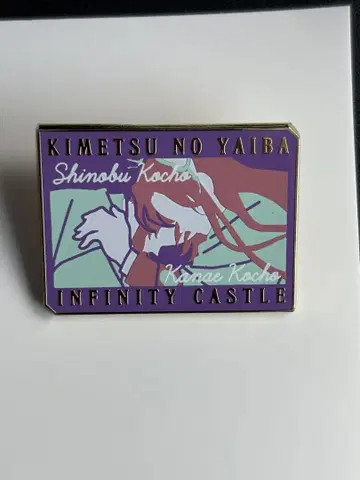 KIMETSU NO YAIBA
Shinobu Kocho
Kanae Kocho
INFINITY CASTLE